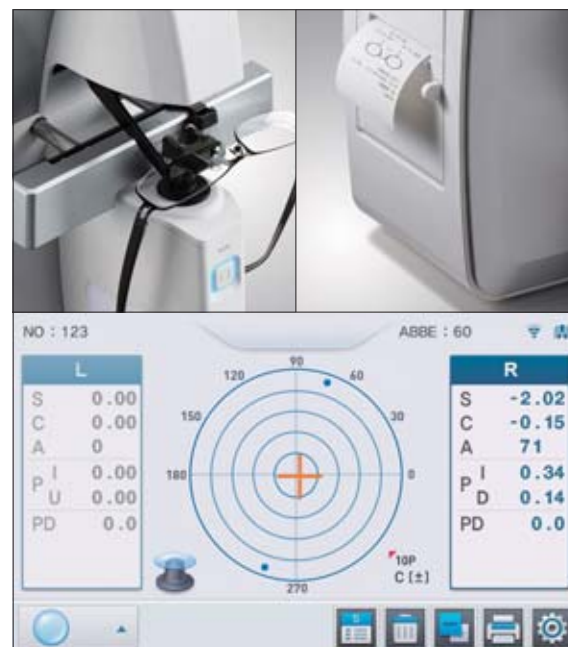 NO : 123
ABBE : 60
L
S 0.00
C 0.00
A 0
P I 0.00
U 0.00
PD 0.0
90
120
60
150
30
180
0
270
10P
C [±]
R
S -2.02
C -0.15
A 71
P I 0.34
D 0.14
PD 0.0